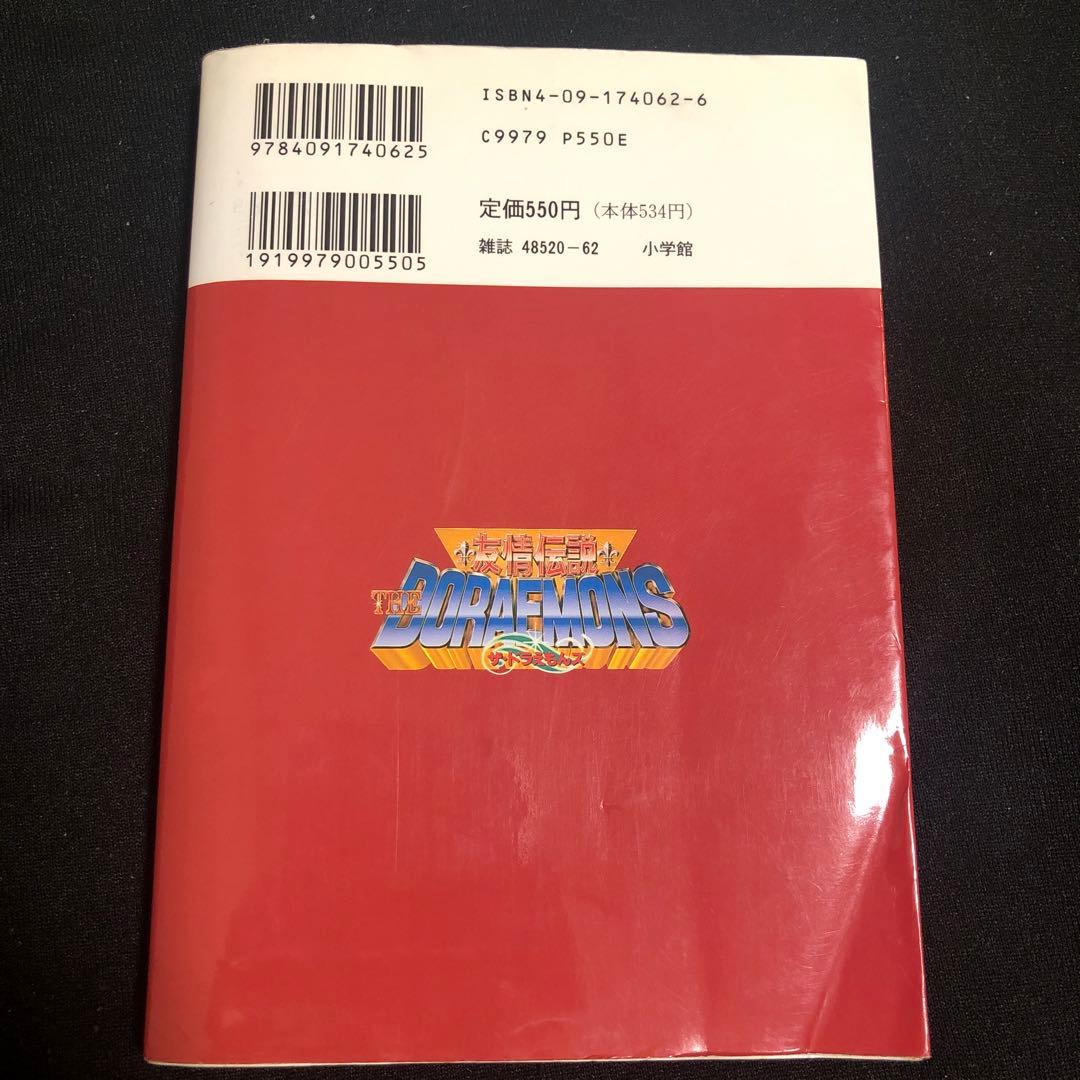 9784091740625
ISBN4-09-174062-6
C9979 P550E
1919979005505
定価550円(本体534円)
雑誌 48520-62 小学館
友情伝説
THE DORAEMONS
ザ・ドラえもんズ